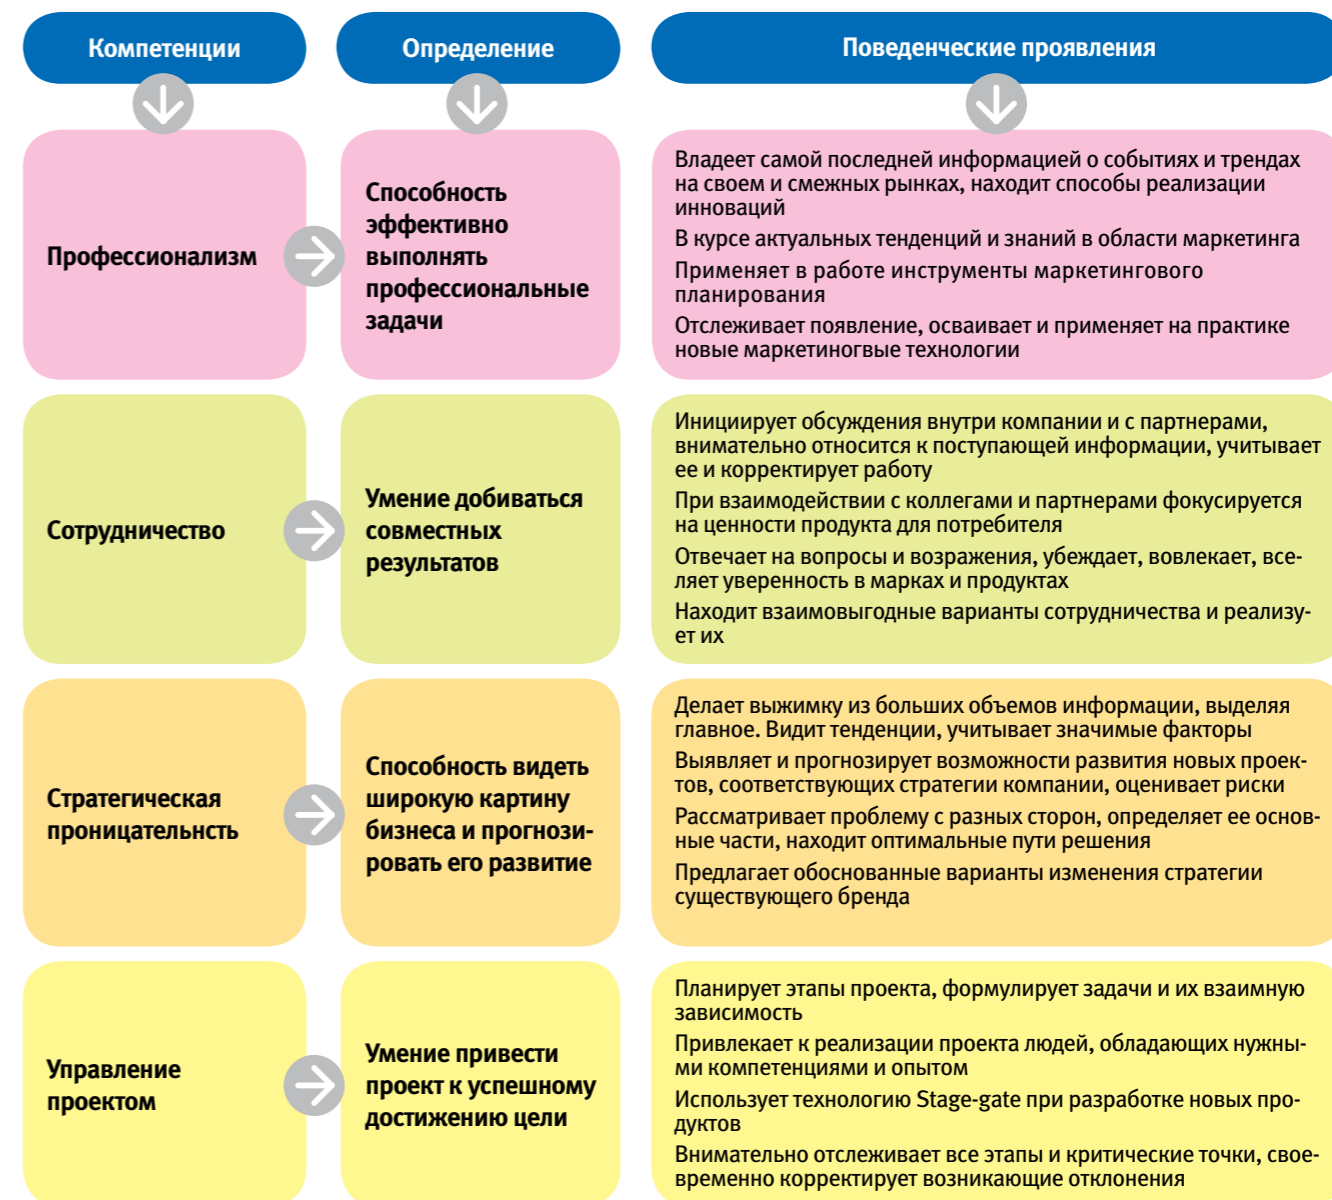 Компетенции
Определение
Поведенческие проявления
Профессионализм
Способность
эффективно
выполнять
профессиональные
задачи
Владеет самой последней информацией о событиях и трендах
на своем и смежных рынках, находит способы реализации
инноваций
В курсе актуальных тенденций и знаний в области маркетинга
Применяет в работе инструменты маркетингового
планирования
Отслеживает появление, осваивает и применяет на практике
новые маркетиногвые технологии
Сотрудничество
Умение добиваться
совместных
результатов
Инициирует обсуждения внутри компании и с партнерами,
внимательно относится к поступающей информации, учитывает
ее и корректирует работу
При взаимодействии с коллегами и партнерами фокусируется
на ценности продукта для потребителя
Отвечает на вопросы и возражения, убеждает, вовлекает, все-
ляет уверенность в марках и продуктах
Находит взаимовыгодные варианты сотрудничества и реализу-
ет их
Стратегическая
проницательнсть
Способность видеть
широкую картину
бизнеса и прогнози-
ровать его развитие
Делает выжимку из больших объемов информации, выделяя
главное. Видит тенденции, учитывает значимые факторы
Выявляет и прогнозирует возможности развития новых проек-
тов, соответствующих стратегии компании, оценивает риски
Рассматривает проблему с разных сторон, определяет ее основ-
ные части, находит оптимальные пути решения
Предлагает обоснованные варианты изменения стратегии
существующего бренда
Управление
проектом
Умение привести
проект к успешному
достижению цели
Планирует этапы проекта, формулирует задачи и их взаимную
зависимость
Привлекает к реализации проекта людей, обладающих нужны-
ми компетенциями и опытом
Использует технологию Stage-gate при разработке новых про-
дуктов
Внимательно отслеживает все этапы и критические точки, свое-
временно корректирует возникающие отклонения